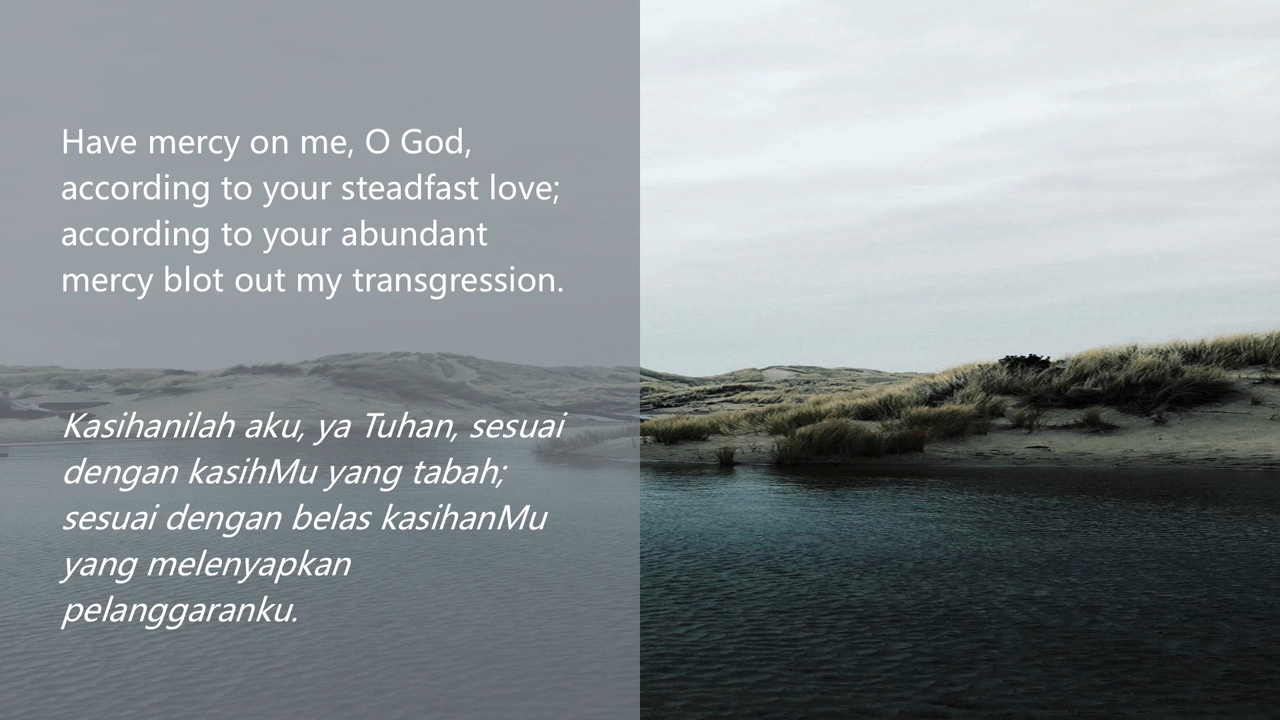 Have mercy on me, O God,
according to your steadfast love;
according to your abundant
mercy blot out my transgression.
Kasihanilah aku, ya Tuhan, sesuai
dengan kasihMu yang tabah;
sesuai dengan belas kasihanMu
yang melenyapkan
pelanggaranku.